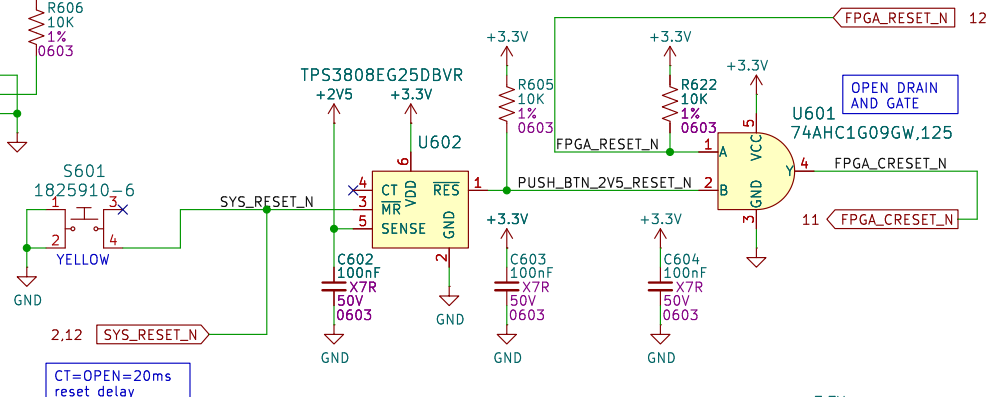 R606
10K
1%
0603
FPGA_RESET_N 12
+3.3V
+3.3V
+3.3V
TPS3808EG25DBVR
+2V5
+3.3V
R605
10K
1%
0603
R622
10K
1%
0603
OPEN DRAIN
AND GATE
U601
74AHC1G09GW,125
U602
FPGA_RESET_N
1 A
VCC 5
Y 4
FPGA_CRESET_N
2 B
GND
3
PUSH_BTN_2V5_RESET_N
6
VDD
4 CT
RES 1
3 MR
5 SENSE
GND
2
S601
1825910-6
1
3
2
4
YELLOW
GND
SYS_RESET_N
11 FPGA_CRESET_N
+3.3V
+3.3V
C602
100nF
X7R
50V
0603
GND
GND
C603
100nF
X7R
50V
0603
GND
C604
100nF
X7R
50V
0603
GND
2,12 SYS_RESET_N
CT=OPEN=20ms
reset delay